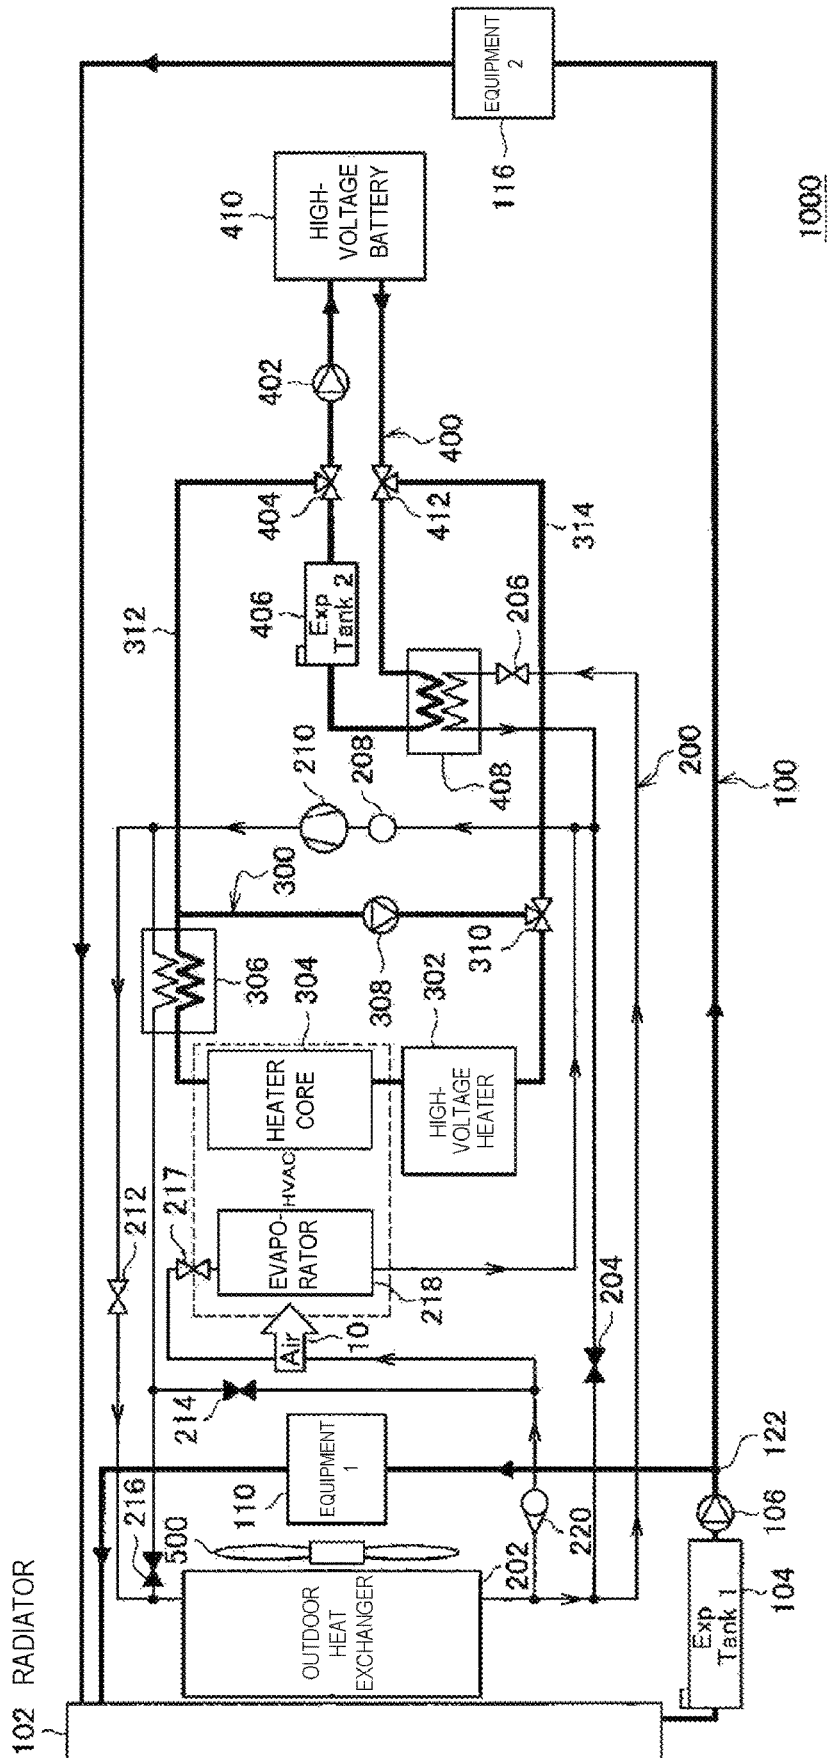 102 RADIATOR
OUTDOOR
HEAT
EXCHANGER
202
500
216
Exp
Tank 1
104
106
122
220
110
EQUIPMENT
1
214
204
Air
10
212
217
EVAPO-
RATOR
218
HVAC
HEATER
CORE
304
HIGH-
VOLTAGE
HEATER
302
306
300
308
310
210
208
408
200
100
206
312
Exp
Tank 2
406
404
412
314
400
402
410
HIGH-
VOLTAGE
BATTERY
EQUIPMENT
2
116
1000